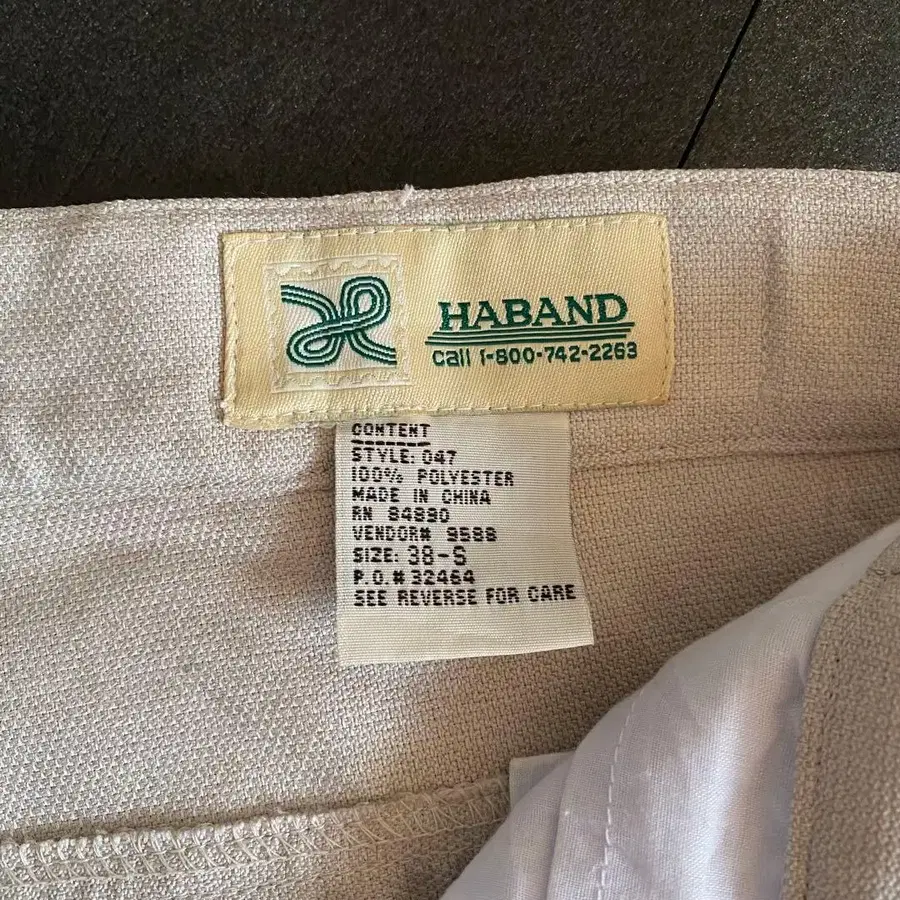 HABAND
Call 1-800-742-2263
CONTENT
STYLE: 047
100% POLYESTER
MADE IN CHINA
RN 84890
VENDOR# 9588
SIZE: 38-S
P.O.# 32464
SEE REVERSE FOR CARE